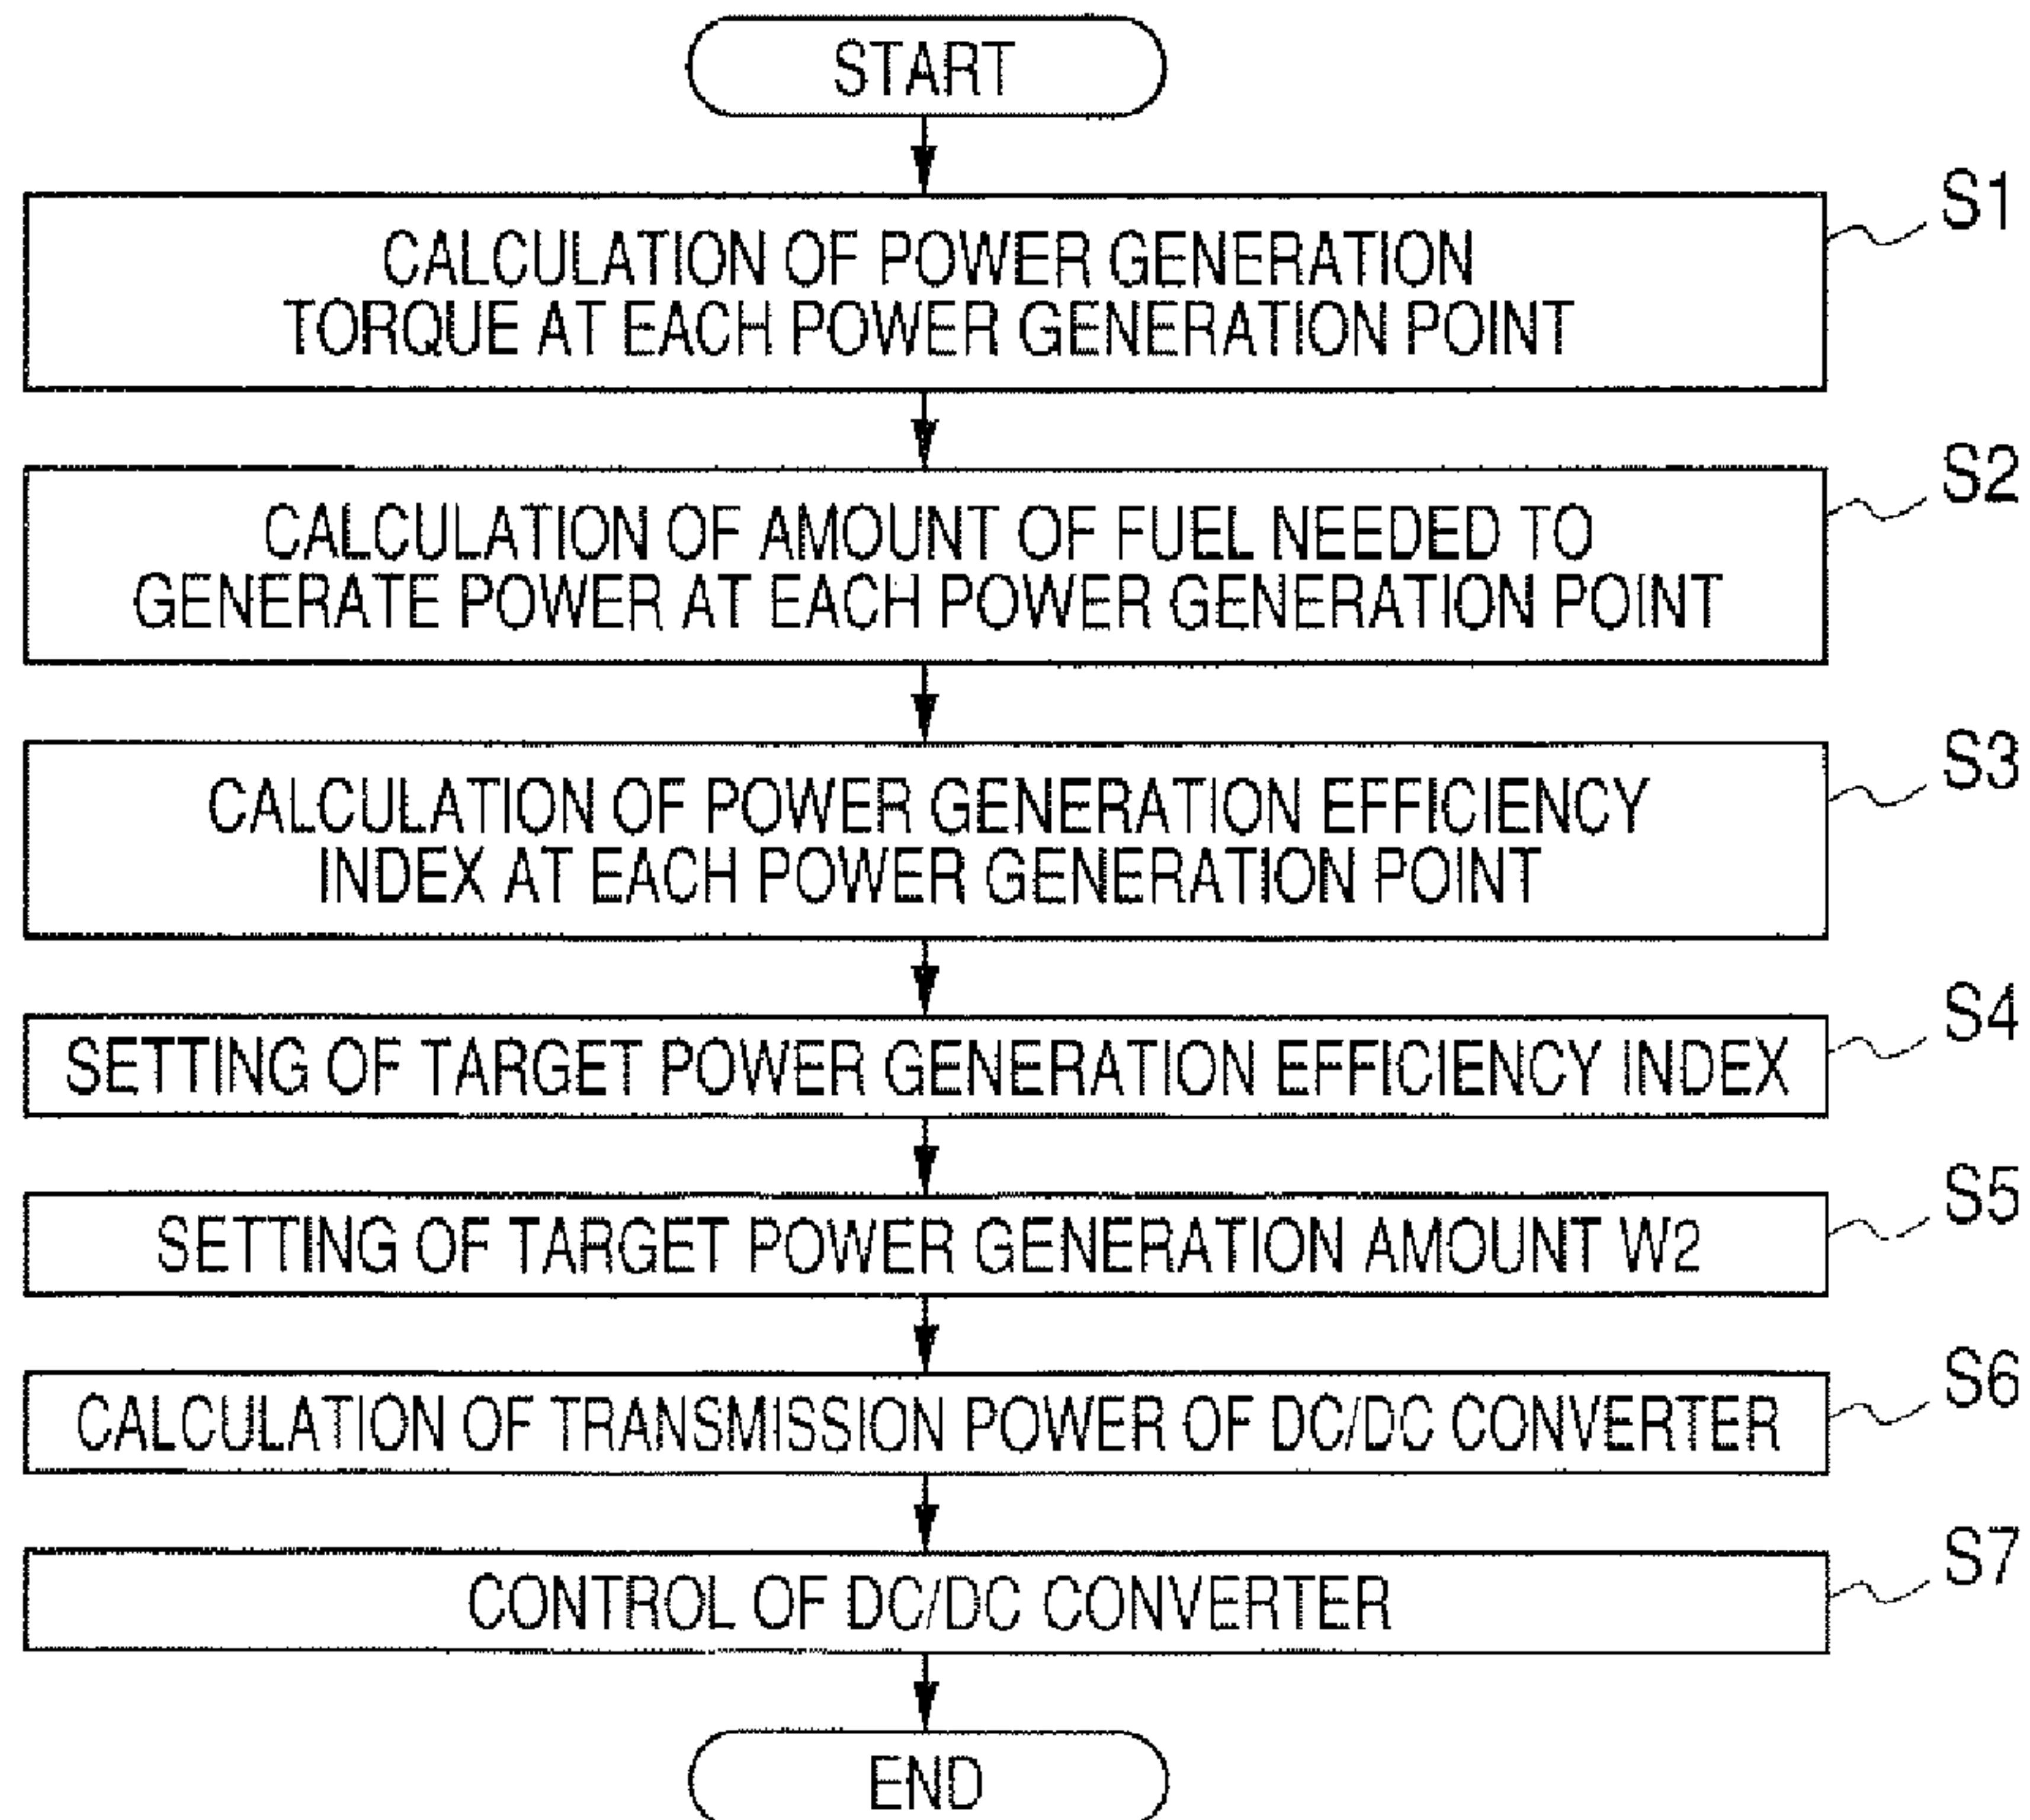 START
S1
CALCULATION OF POWER GENERATION
TORQUE AT EACH POWER GENERATION POINT
S2
CALCULATION OF AMOUNT OF FUEL NEEDED TO
GENERATE POWER AT EACH POWER GENERATION POINT
S3
CALCULATION OF POWER GENERATION EFFICIENCY
INDEX AT EACH POWER GENERATION POINT
S4
SETTING OF TARGET POWER GENERATION EFFICIENCY INDEX
S5
SETTING OF TARGET POWER GENERATION AMOUNT W2
S6
CALCULATION OF TRANSMISSION POWER OF DC/DC CONVERTER
S7
CONTROL OF DC/DC CONVERTER
END